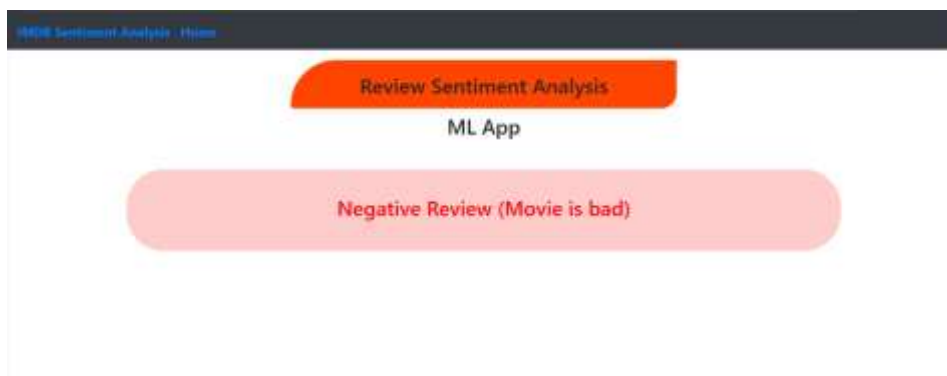 IMDB Sentiment Analysis Home
Review Sentiment Analysis
ML App
Negative Review (Movie is bad)